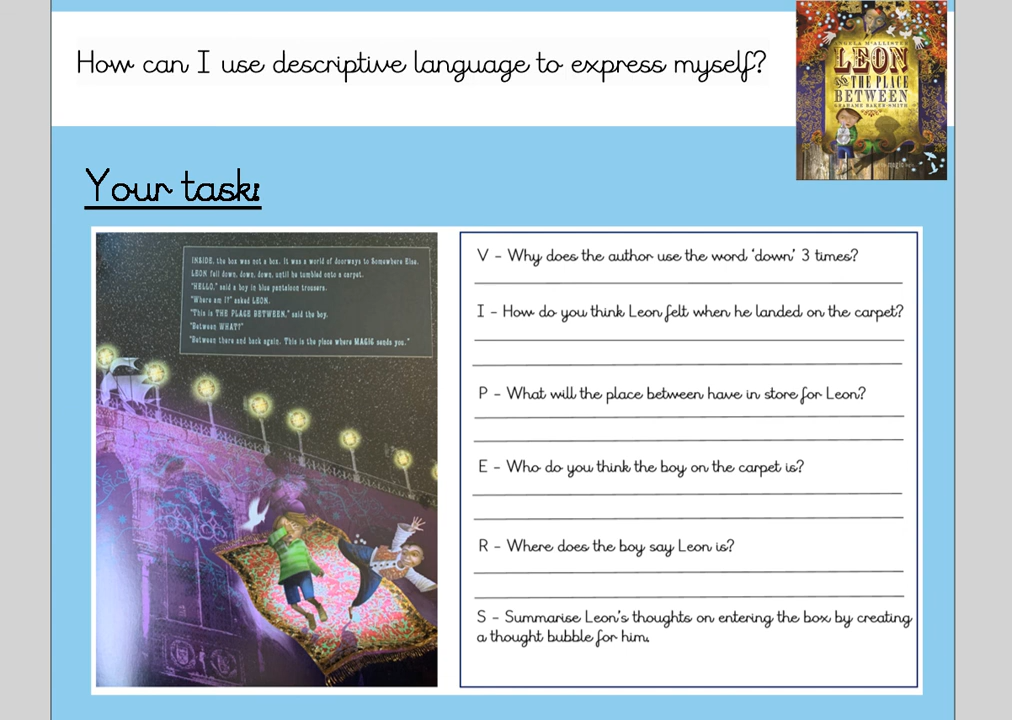 How can I use descriptive language to express myself?
ANGELA McALLISTER
LEON
AND THE PLACE
BETWEEN
GRAHAME BAKER-SMITH
Your task:
INSIDE, the box was not a box. It was a world of doorways to Somewhere Else.
LEON fell down, down, down, until he tumbled onto a carpet.
"HELLO," said a boy in blue pantaloon trousers.
"Where am I?" asked LEON.
"This is THE PLACE BETWEEN," said the boy.
"Between WHAT?"
"Between there and back again. This is the place where MAGIC sends you."
V - Why does the author use the word 'down' 3 times?
I - How do you think Leon felt when he landed on the carpet?
P - What will the place between have in store for Leon?
E - Who do you think the boy on the carpet is?
R - Where does the boy say Leon is?
S - Summarise Leon's thoughts on entering the box by creating
a thought bubble for him.